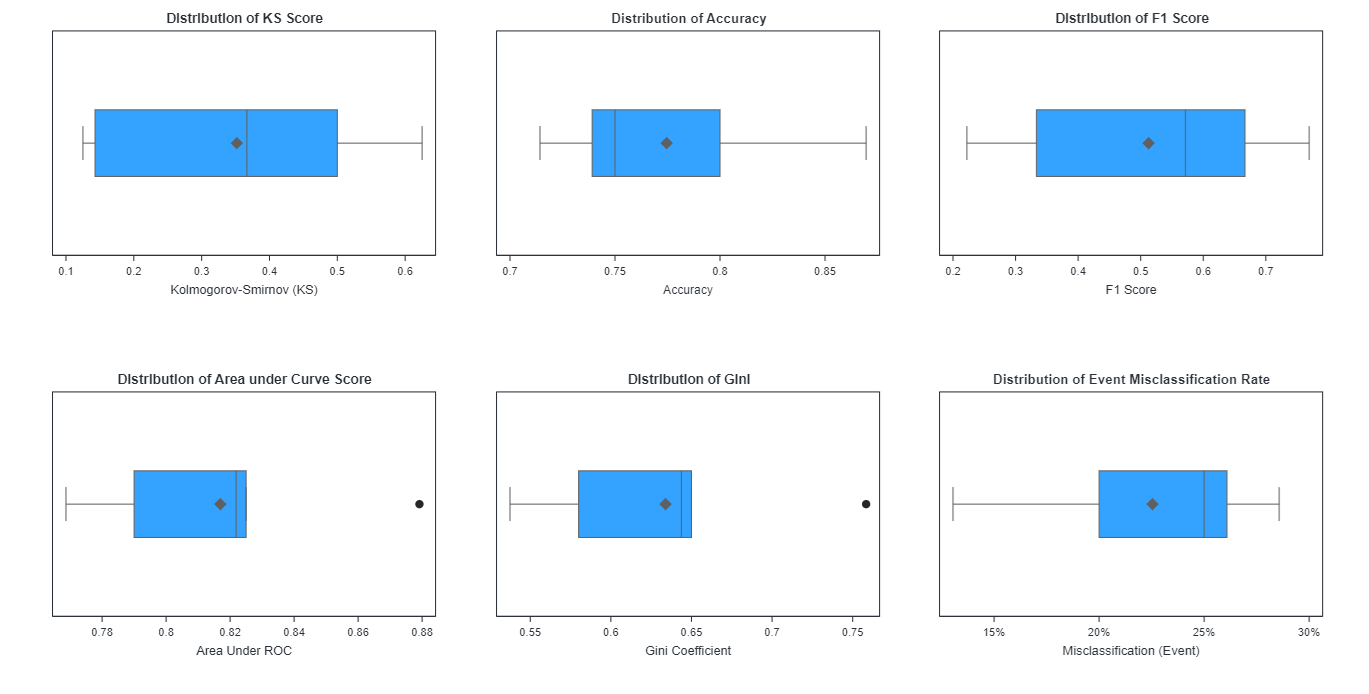 Distribution of KS Score
0.1 0.2 0.3 0.4 0.5 0.6
Kolmogorov-Smirnov (KS)
Distribution of Accuracy
0.7 0.75 0.8 0.85
Accuracy
Distribution of F1 Score
0.2 0.3 0.4 0.5 0.6 0.7
F1 Score
Distribution of Area under Curve Score
0.78 0.8 0.82 0.84 0.86 0.88
Area Under ROC
Distribution of Gini
0.55 0.6 0.65 0.7 0.75
Gini Coefficient
Distribution of Event Misclassification Rate
15% 20% 25% 30%
Misclassification (Event)